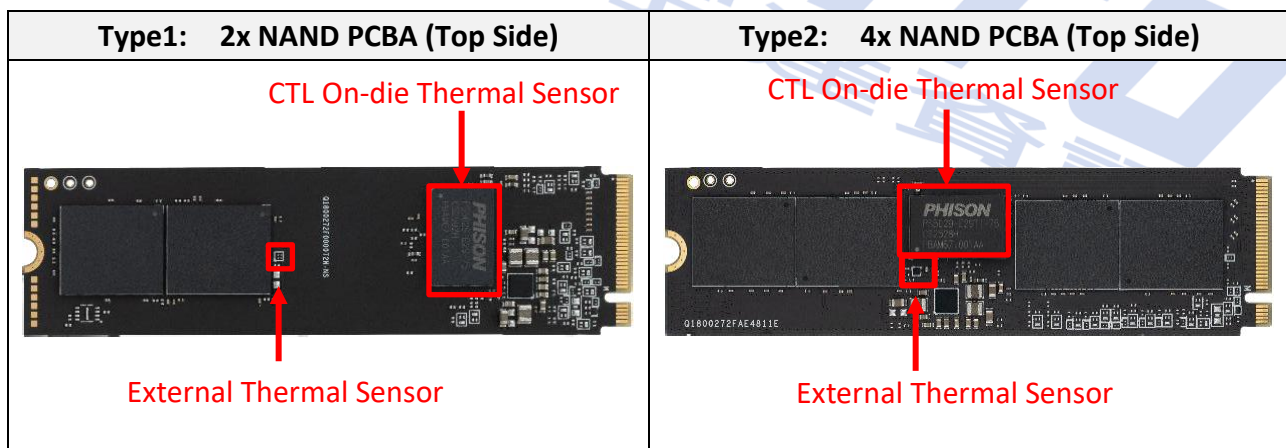 Type1: 2x NAND PCBA (Top Side)
Type2: 4x NAND PCBA (Top Side)
CTL On-die Thermal Sensor
CTL On-die Thermal Sensor
PHISON
PHISON
Q1800272FAE4811E
External Thermal Sensor
External Thermal Sensor